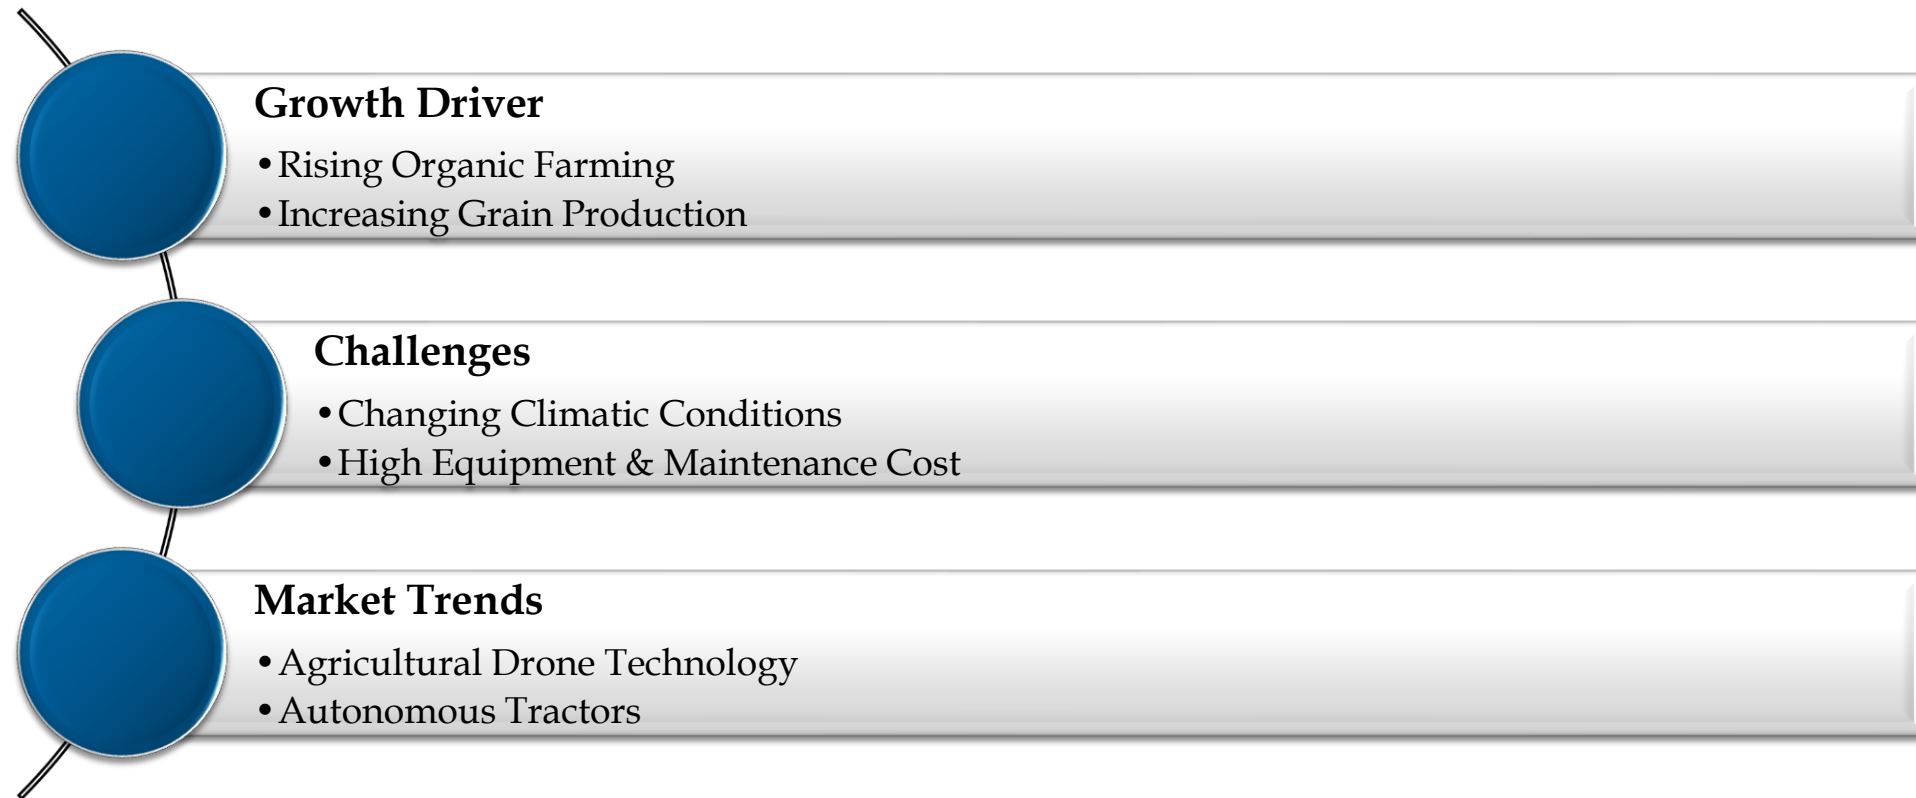 Growth Driver
•Rising Organic Farming
•Increasing Grain Production
Challenges
•Changing Climatic Conditions
•High Equipment & Maintenance Cost
Market Trends
•Agricultural Drone Technology
•Autonomous Tractors